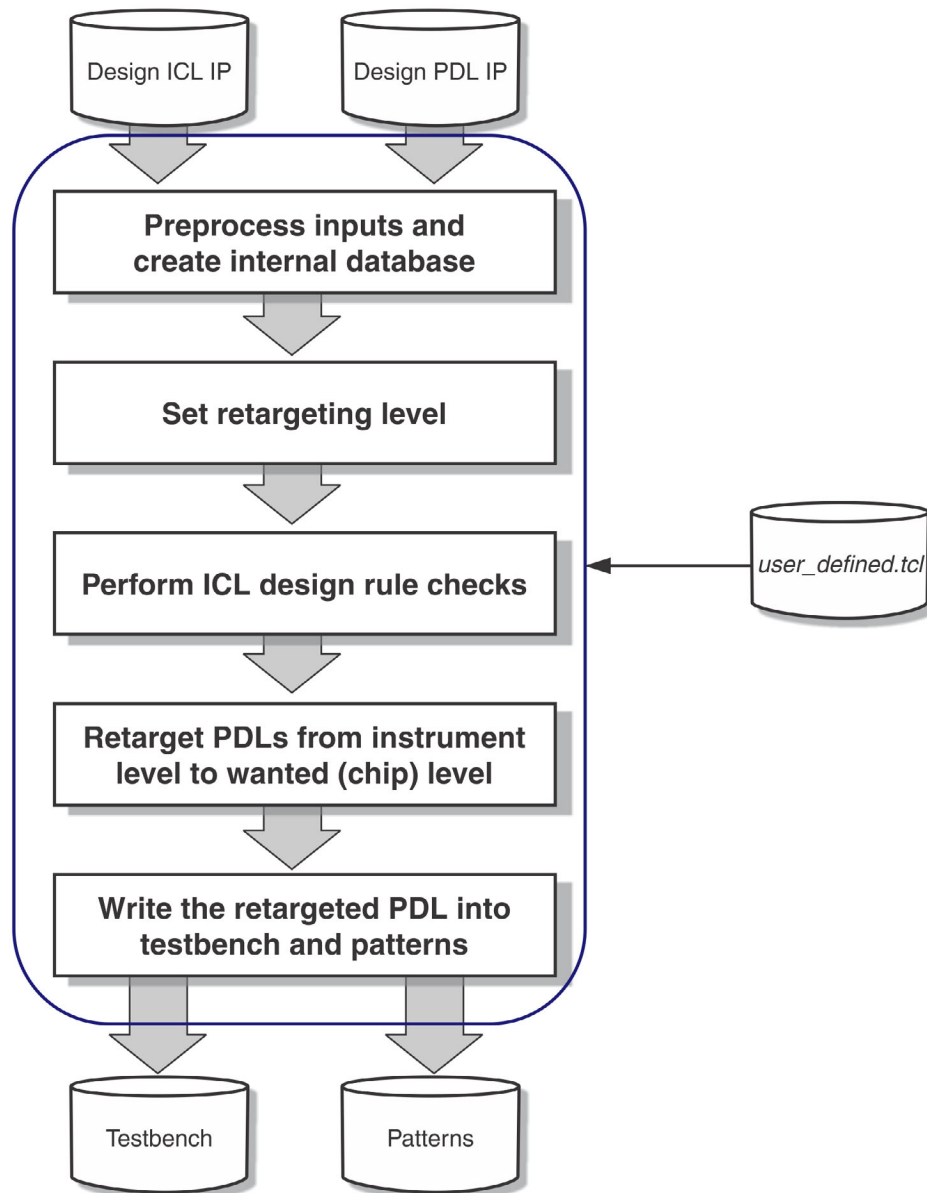 Design ICL IP
Design PDL IP
Preprocess inputs and
create internal database
Set retargeting level
Perform ICL design rule checks
user_defined.tcl
Retarget PDLs from instrument
level to wanted (chip) level
Write the retargeted PDL into
testbench and patterns
Testbench
Patterns